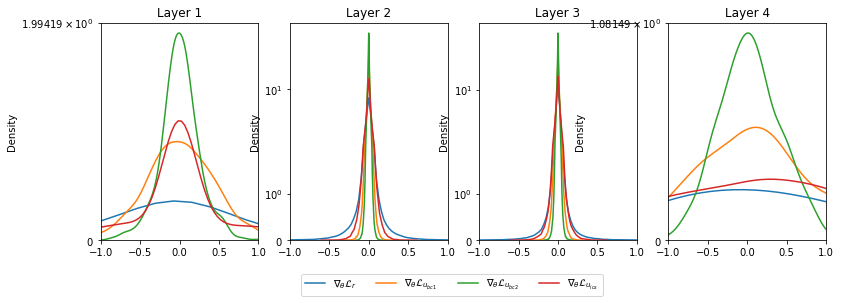 Layer 1 Layer 2 Layer 3 Layer 4
1.99419 × 10⁰ 1.08149 × 10⁰
10¹ 10¹
Density Density Density Density
10⁰ 10⁰
0 0 0 0
−1.0 −0.5 0.0 0.5 1.0 −1.0 −0.5 0.0 0.5 1.0 −1.0 −0.5 0.0 0.5 1.0 −1.0 −0.5 0.0 0.5 1.0
∇θℒr ∇θℒu_bc1 ∇θℒu_bc2 ∇θℒu_ics